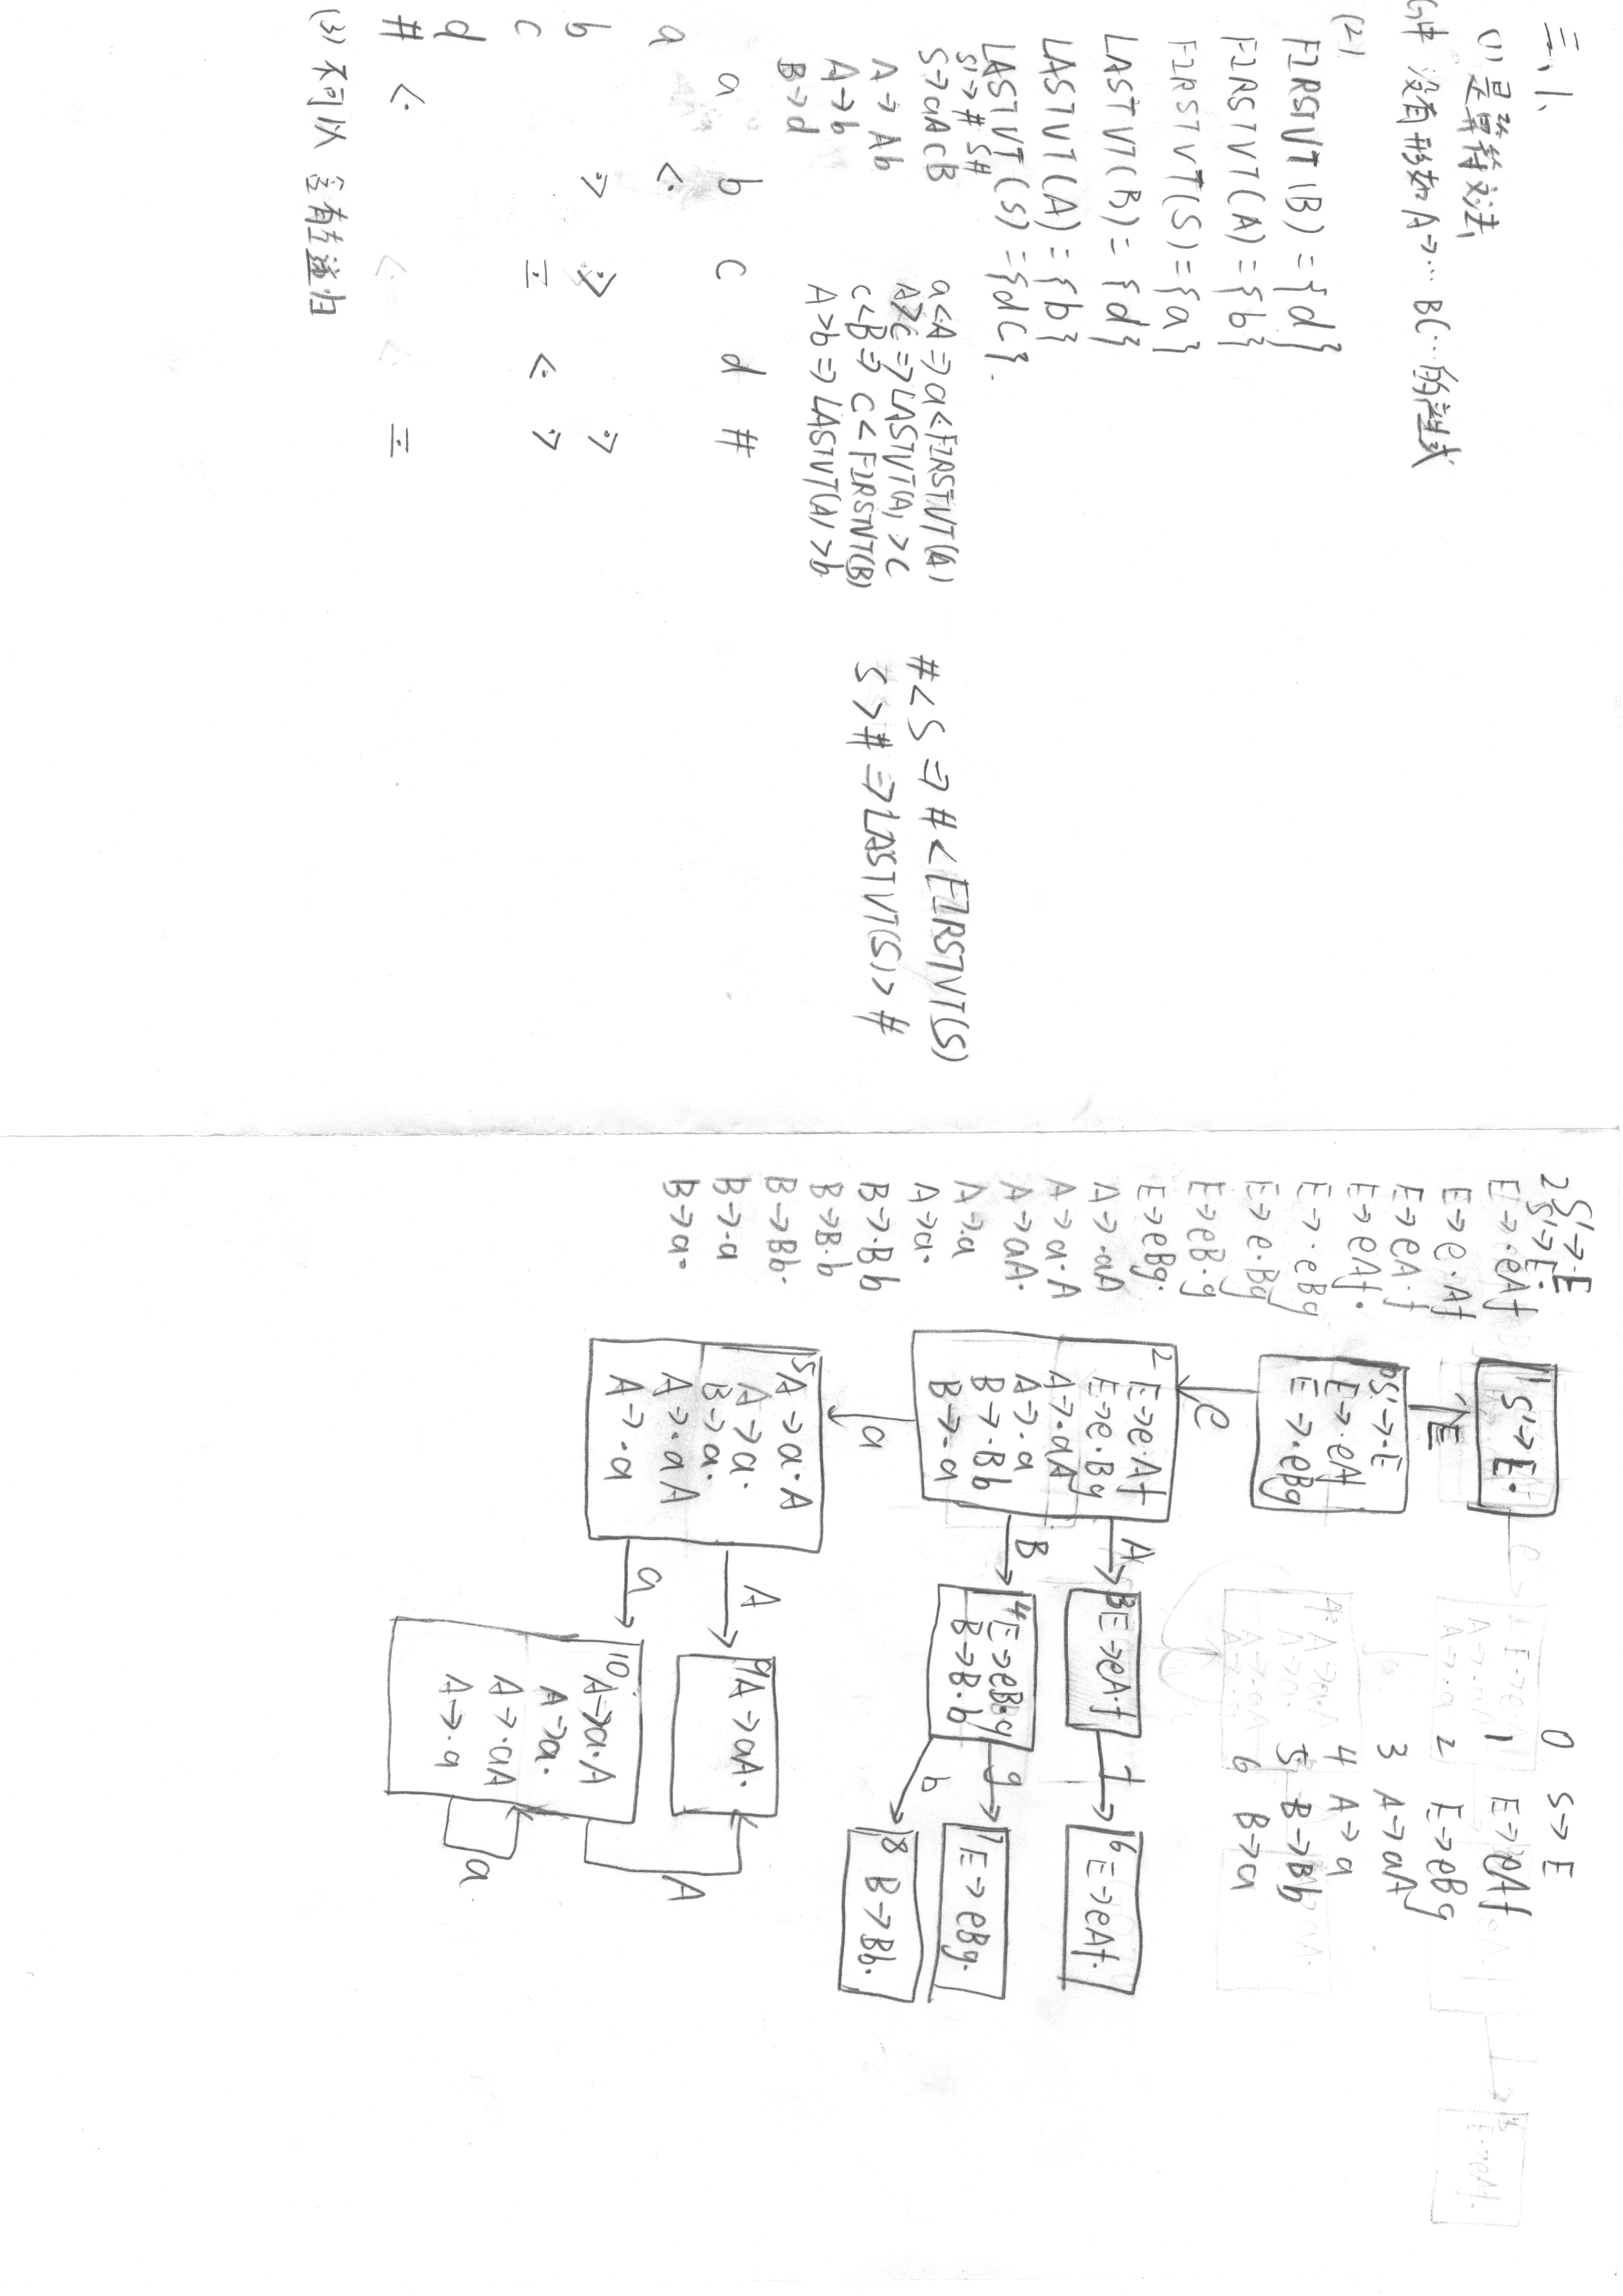 三、1、
(1) 是算符文法
G中 没有形如A→… BC…的产生式
(2)
FIRSTVT(B) = {d}
FIRSTVT(A) = {b}
FIRSTVT(S) = {a}
LASTVT(B) = {d}
LASTVT(A) = {b}
LASTVT(S) = {dC}.
S'→# S#
S→aAcB
A→Ab
A→b
B→d
a<A ⇒ a<FIRSTVT(A)
A>c ⇒ LASTVT(A) >c
c<B ⇒ c<FIRSTVT(B)
A>b ⇒ LASTVT(A) >b
#<S ⇒ #<FIRSTVT(S)
S># ⇒ LASTVT(S)>#
a b c d #
a ⋖
b ⋗ ⋗ ⋗
c ≐ ⋖ ⋗
d
# ⋖ ≐
(3) 不可以 含有左递归
2 S'→·E
S'→E·
E→·eAf
E→e·Af
E→eA·f
E→eAf·
E→·eBg
E→e·Bg
E→eB·g
E→eBg·
A→·aA
A→a·A
A→aA·
A→·a
A→a·
B→·Bb
B→B·b
B→Bb·
B→·a
B→a·
1 S'→E·
E
0 S'→·E
E→·eAf
E→·eBg
e
2 E→e·Af
E→e·Bg
A→·aA
A→·a
B→·Bb
B→·a
A
3 E→eA·f
f
6 E→eAf·
B
4 E→eB·g
B→B·b
g
7 E→eBg·
b
8 B→Bb·
a
5 A→a·A
A→a·
B→a·
A→·aA
A→·a
A
9 A→aA·
A
a
10 A→a·A
A→a·
A→·aA
A→·a
a
0 S→E
1 E→eAf
2 E→eBg
3 A→aA
4 A→a
5 B→Bb
6 B→a